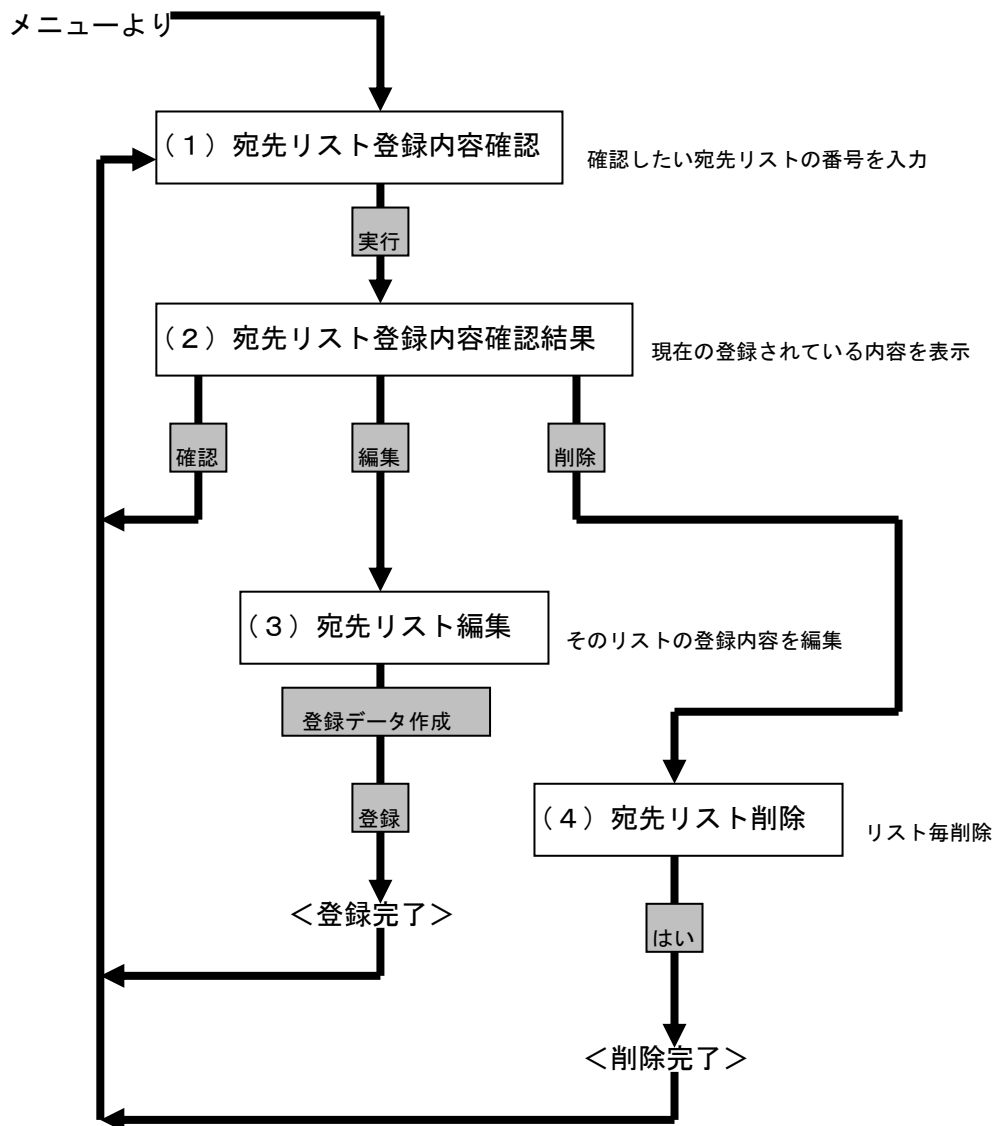 メニューより
（１）宛先リスト登録内容確認
確認したい宛先リストの番号を入力
実行
（２）宛先リスト登録内容確認結果
現在の登録されている内容を表示
確認
編集
削除
（３）宛先リスト編集
そのリストの登録内容を編集
登録データ作成
登録
（４）宛先リスト削除
リスト毎削除
＜登録完了＞
はい
＜削除完了＞